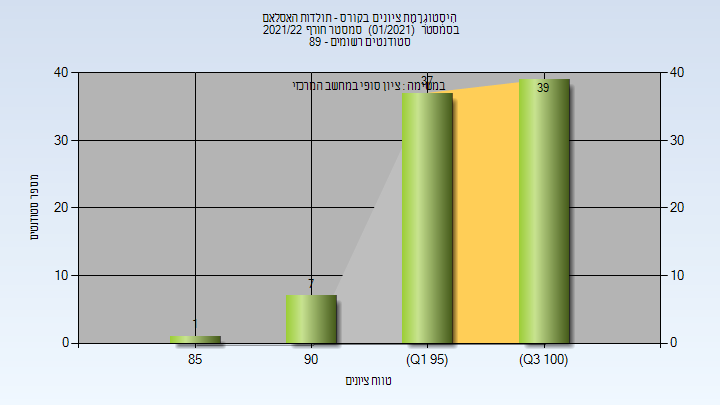 היסטוגרמת ציונים בקורס - תולדות האסלאם
בסמסטר (01/2021) סמסטר חורף 2021/22
סטודנטים רשומים - 89
במשימה : ציון סופי במחשב המרכזי
מספר סטודנטים
40
30
20
10
0
40
30
20
10
0
1
7
37
39
85
90
(Q1 95)
(Q3 100)
טווח ציונים